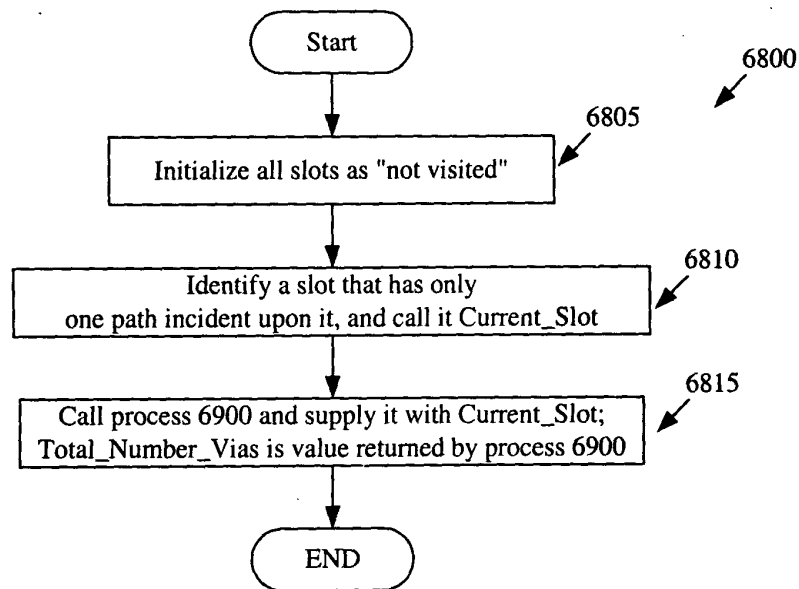 Start
6800
6805
Initialize all slots as "not visited"
6810
Identify a slot that has only
one path incident upon it, and call it Current_Slot
6815
Call process 6900 and supply it with Current_Slot;
Total_Number_Vias is value returned by process 6900
END